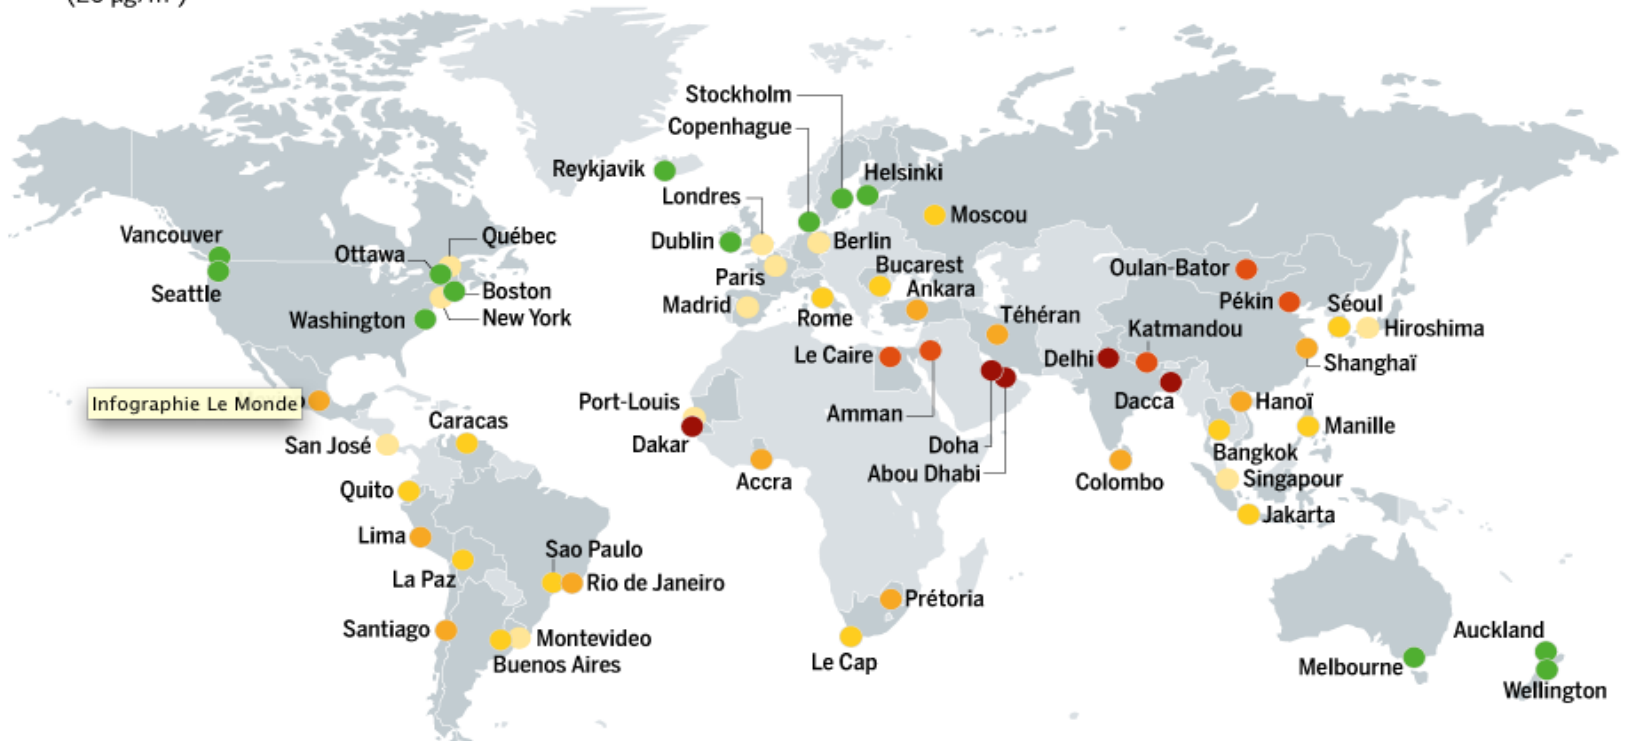 (20 µg/m³)
Stockholm
Copenhague
Reykjavik
Helsinki
Londres
Moscou
Vancouver
Québec
Ottawa
Dublin
Berlin
Paris
Bucarest
Oulan-Bator
Seattle
Boston
Ankara
Madrid
Pékin
Séoul
New York
Washington
Rome
Téhéran
Katmandou
Hiroshima
Le Caire
Delhi
Shanghaï
Infographie Le Monde
Port-Louis
Amman
Dacca
Hanoï
Caracas
Manille
San José
Dakar
Doha
Bangkok
Abou Dhabi
Accra
Colombo
Singapour
Quito
Jakarta
Lima
Sao Paulo
La Paz
Rio de Janeiro
Prétoria
Santiago
Montevideo
Auckland
Buenos Aires
Le Cap
Melbourne
Wellington